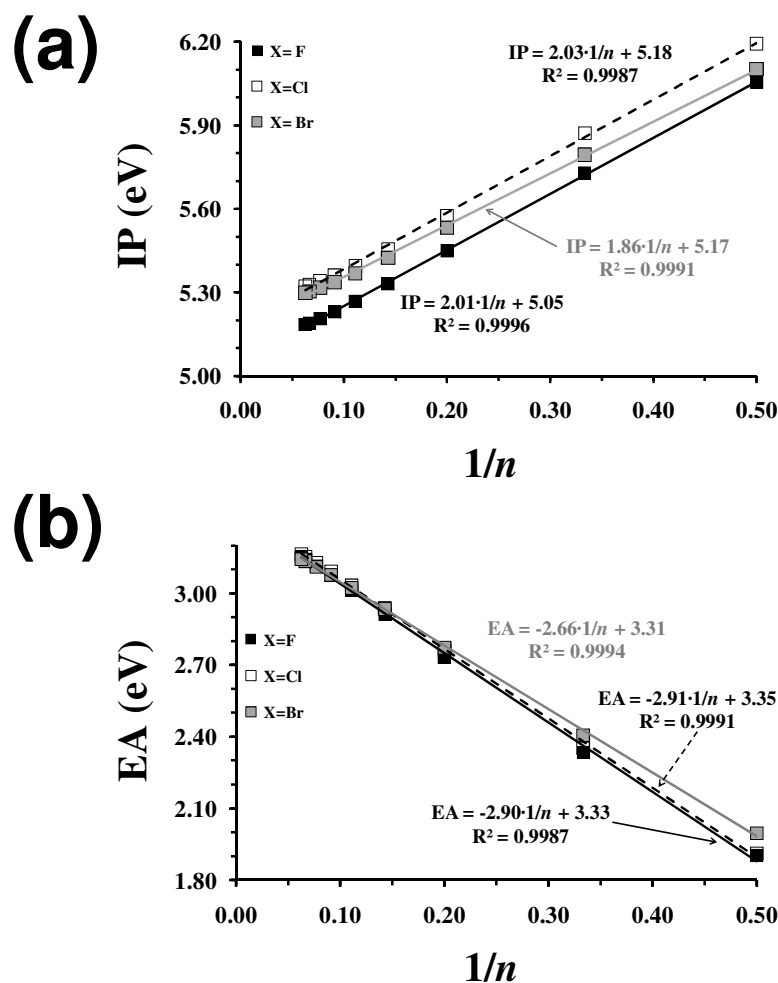 (a)
6.20
5.90
5.60
5.30
5.00
IP (eV)
X= F
X=Cl
X= Br
IP = 2.03·1/n + 5.18
R² = 0.9987
IP = 1.86·1/n + 5.17
R² = 0.9991
IP = 2.01·1/n + 5.05
R² = 0.9996
0.00 0.10 0.20 0.30 0.40 0.50
1/n
(b)
3.00
2.70
2.40
2.10
1.80
EA (eV)
X=F
X=Cl
X=Br
EA = -2.66·1/n + 3.31
R² = 0.9994
EA = -2.91·1/n + 3.35
R² = 0.9991
EA = -2.90·1/n + 3.33
R² = 0.9987
0.00 0.10 0.20 0.30 0.40 0.50
1/n